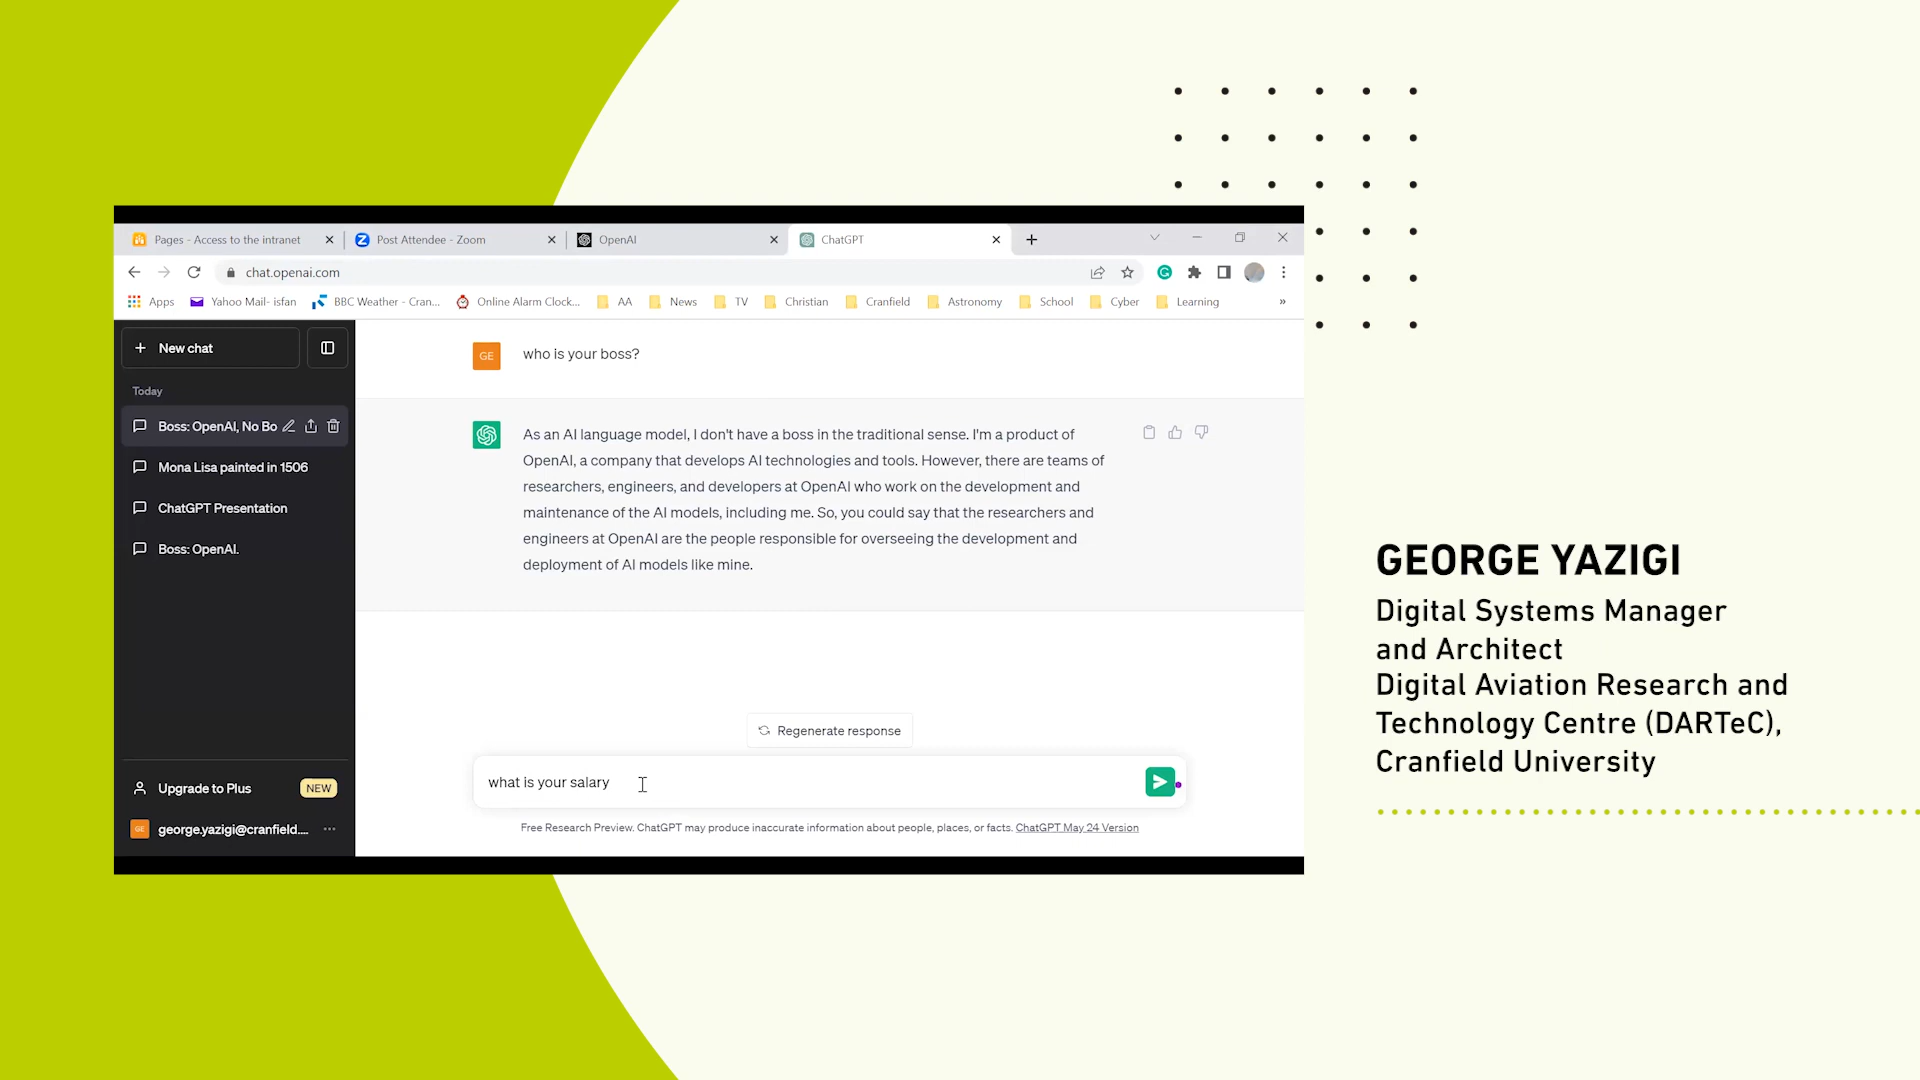 Pages - Access to the intranet
Post Attendee - Zoom
OpenAI
ChatGPT
chat.openai.com
Apps
Yahoo Mail- isfan
BBC Weather - Cran...
Online Alarm Clock...
AA
News
TV
Christian
Cranfield
Astronomy
School
Cyber
Learning
»
New chat
Today
Boss: OpenAI, No Bo
Mona Lisa painted in 1506
ChatGPT Presentation
Boss: OpenAI.
Upgrade to Plus
NEW
GE
george.yazigi@cranfield....
GE
who is your boss?
As an AI language model, I don't have a boss in the traditional sense. I'm a product of
OpenAI, a company that develops AI technologies and tools. However, there are teams of
researchers, engineers, and developers at OpenAI who work on the development and
maintenance of the AI models, including me. So, you could say that the researchers and
engineers at OpenAI are the people responsible for overseeing the development and
deployment of AI models like mine.
Regenerate response
what is your salary
Free Research Preview. ChatGPT may produce inaccurate information about people, places, or facts. ChatGPT May 24 Version
GEORGE YAZIGI
Digital Systems Manager
and Architect
Digital Aviation Research and
Technology Centre (DARTeC),
Cranfield University